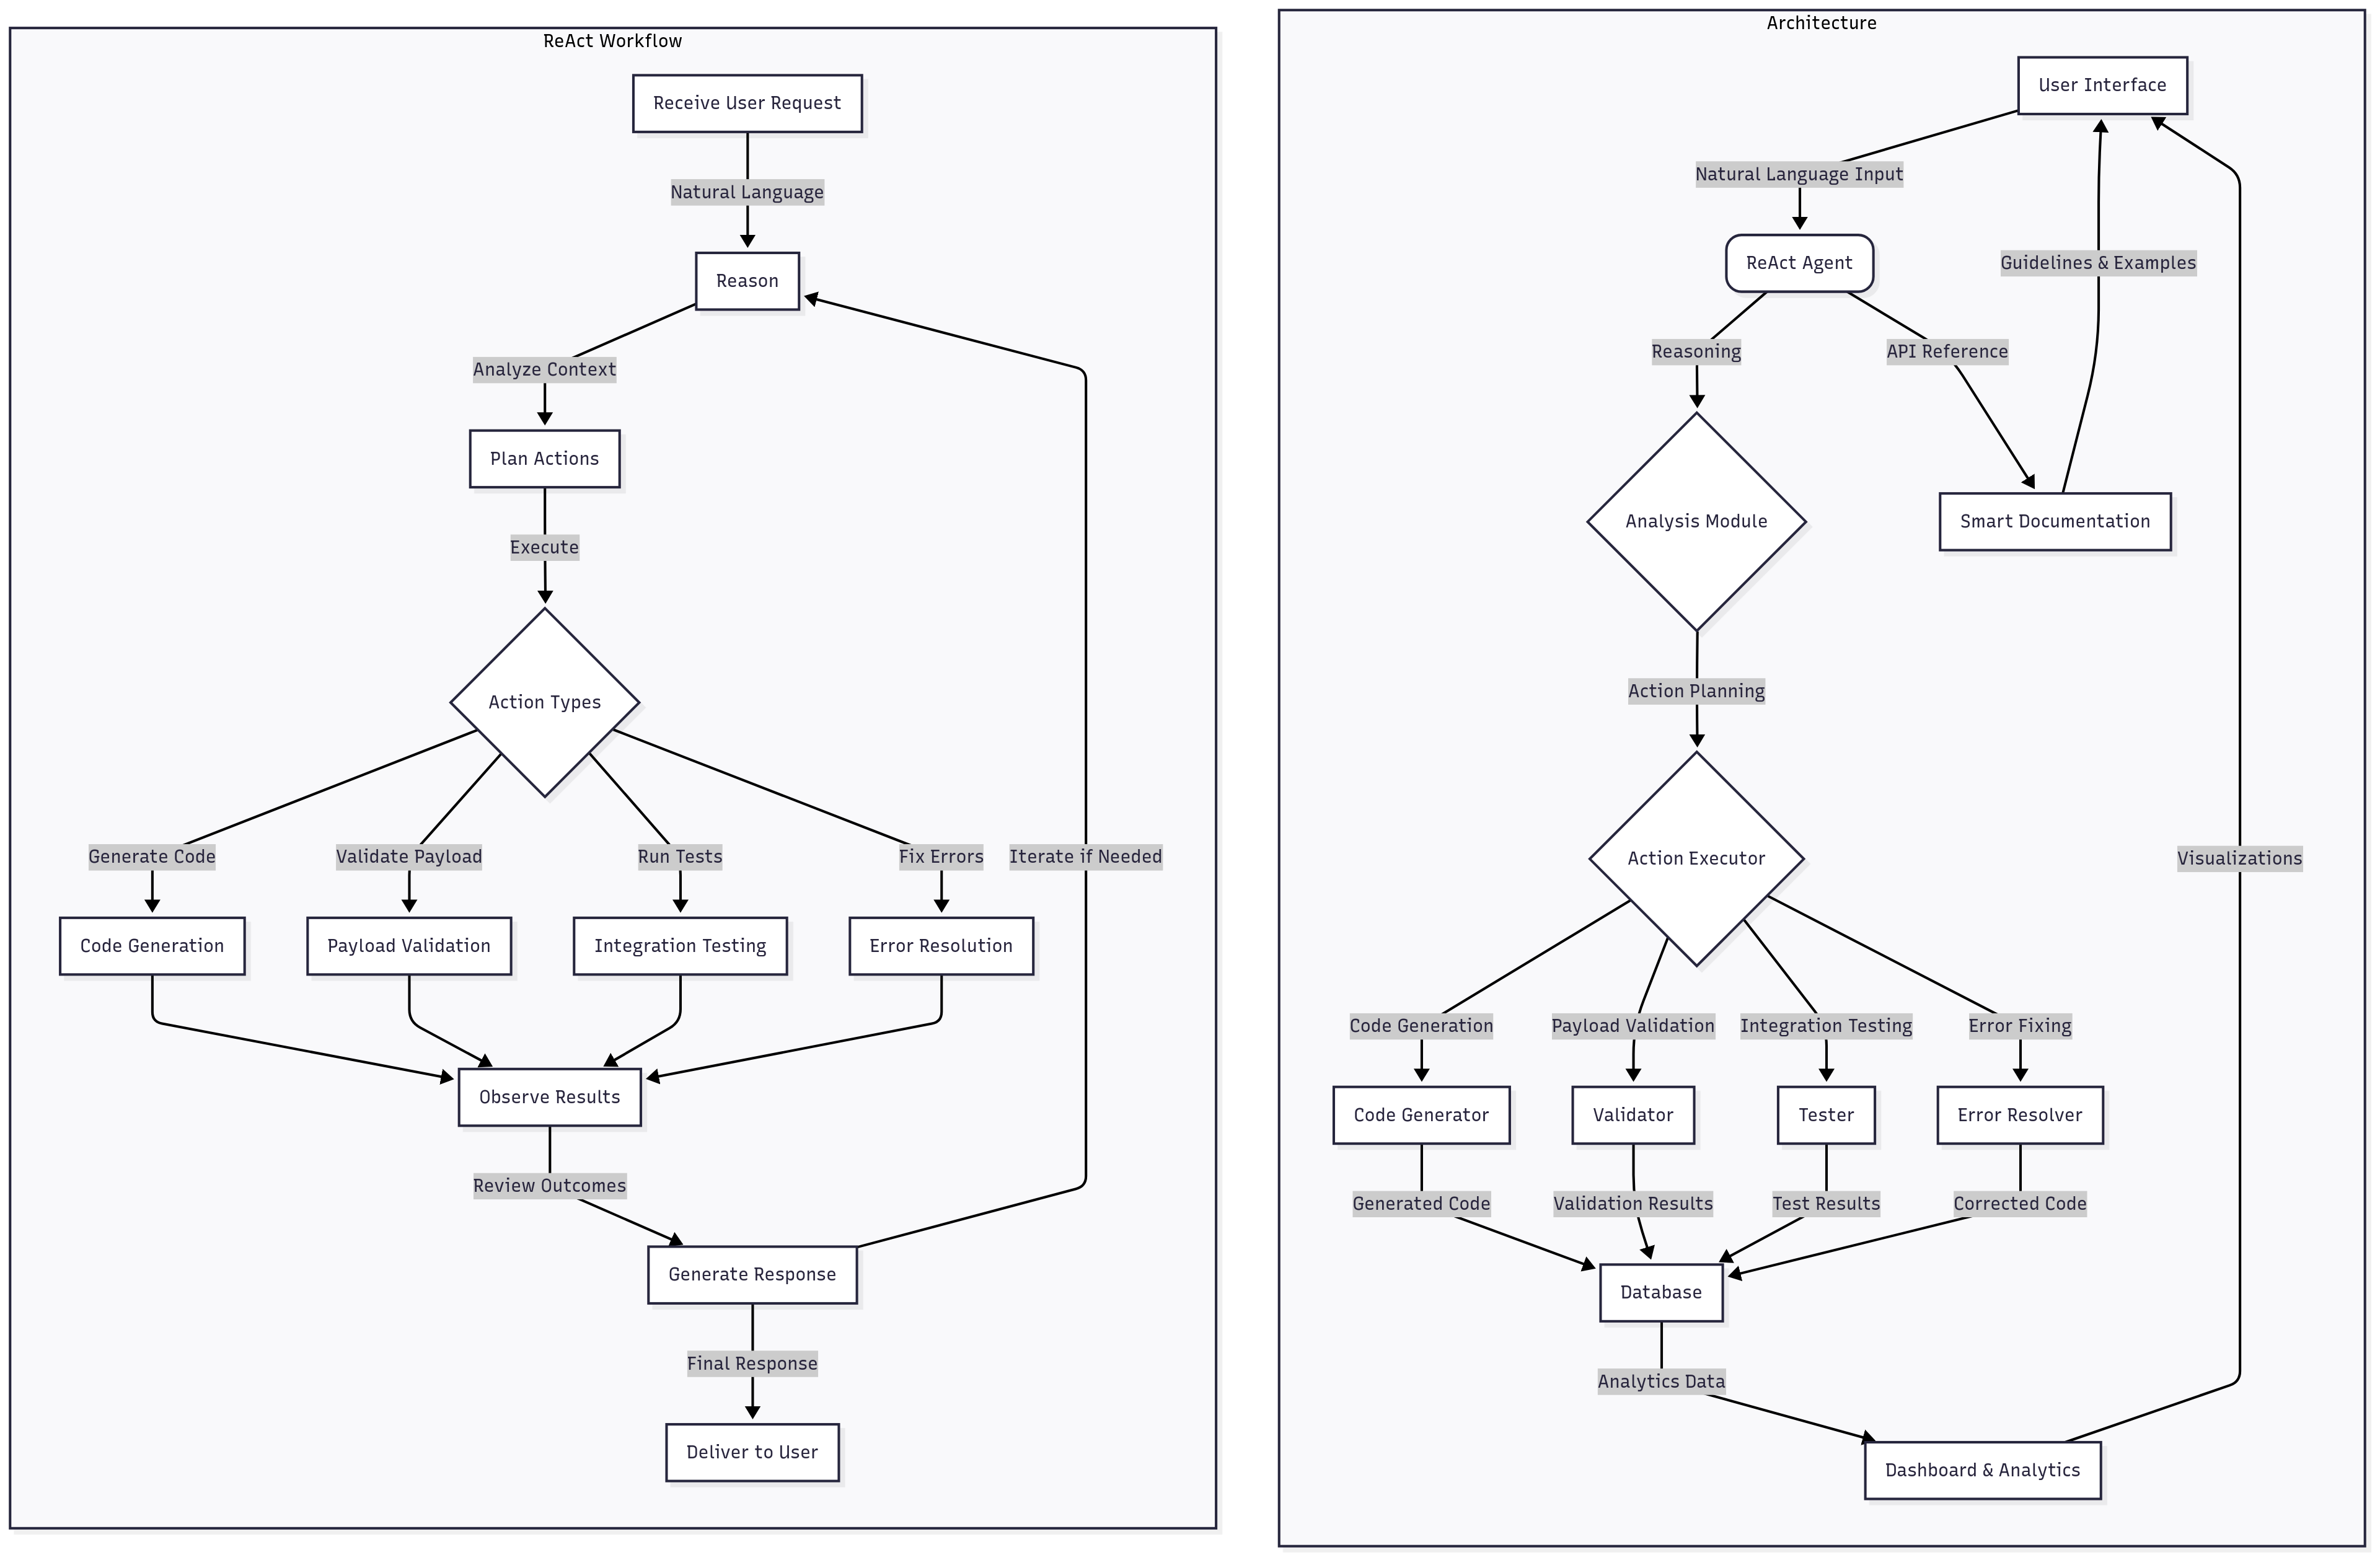 ReAct Workflow
Receive User Request
Natural Language
Reason
Analyze Context
Plan Actions
Execute
Action Types
Generate Code
Validate Payload
Run Tests
Fix Errors
Iterate if Needed
Code Generation
Payload Validation
Integration Testing
Error Resolution
Observe Results
Review Outcomes
Generate Response
Final Response
Deliver to User
Architecture
User Interface
Natural Language Input
ReAct Agent
Guidelines & Examples
Reasoning
API Reference
Analysis Module
Smart Documentation
Action Planning
Action Executor
Visualizations
Code Generation
Payload Validation
Integration Testing
Error Fixing
Code Generator
Validator
Tester
Error Resolver
Generated Code
Validation Results
Test Results
Corrected Code
Database
Analytics Data
Dashboard & Analytics